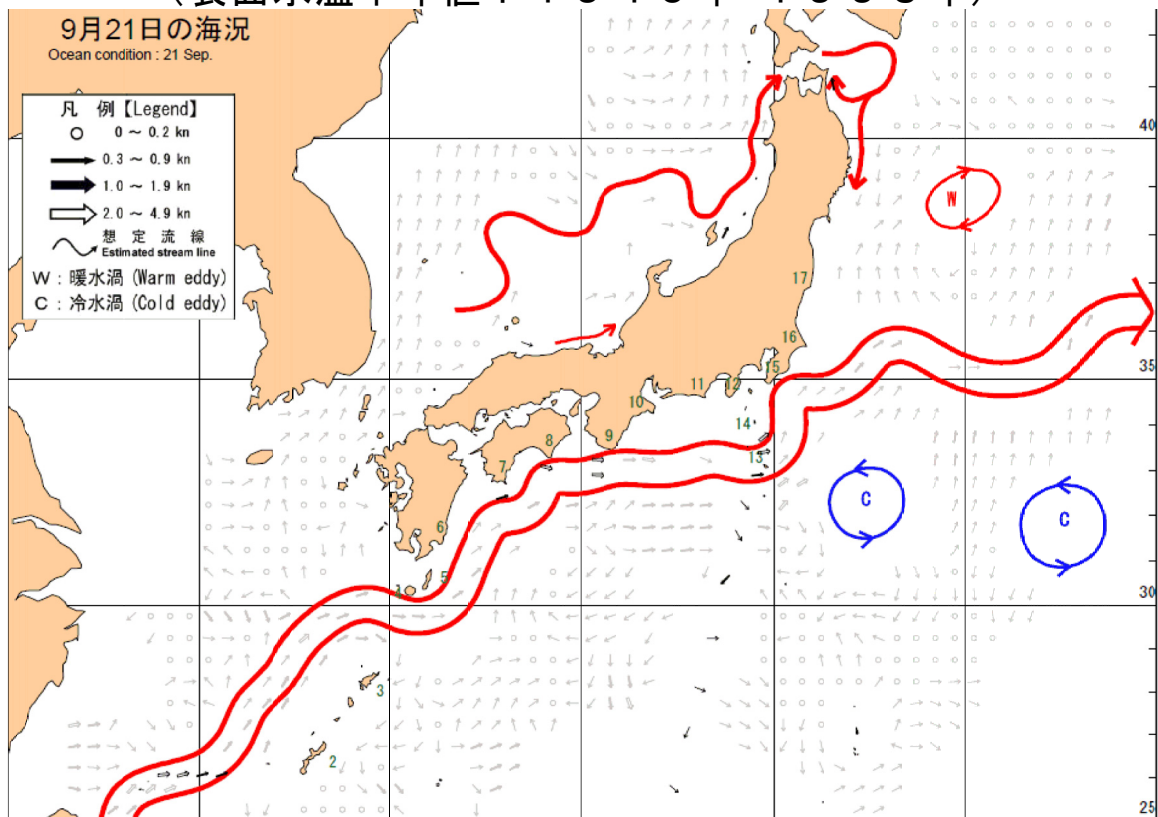 9月21日の海況
Ocean condition : 21 Sep.
凡 例【Legend】
0 ～ 0.2 kn
0.3 ～ 0.9 kn
1.0 ～ 1.9 kn
2.0 ～ 4.9 kn
想 定 流 線
Estimated stream line
W : 暖水渦 (Warm eddy)
C : 冷水渦 (Cold eddy)
40
W
17
16
15
35
12
11
10
14
9
8
13
7
C
C
6
5
1
30
3
2
25